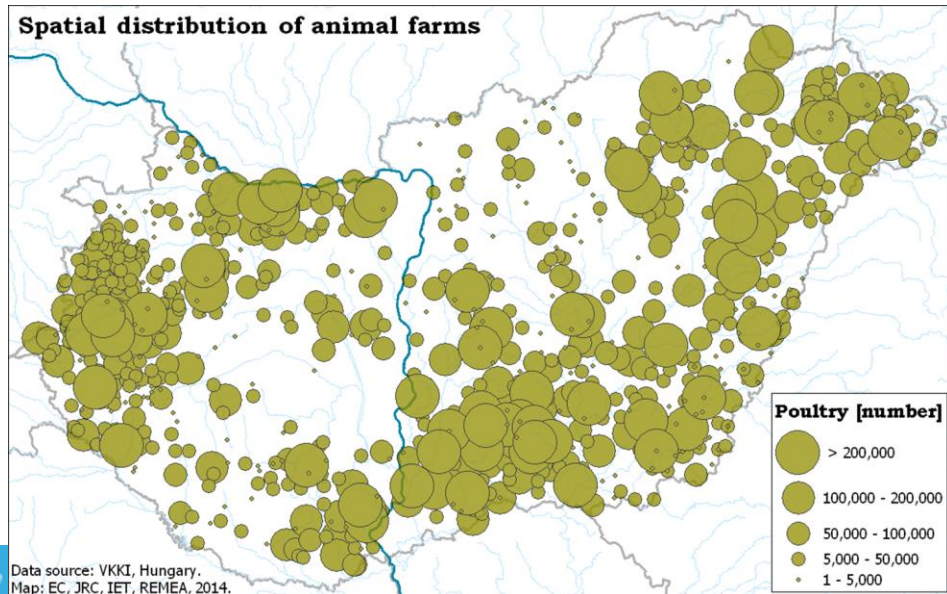 Spatial distribution of animal farms
Poultry [number]
> 200,000
100,000 - 200,000
50,000 - 100,000
5,000 - 50,000
1 - 5,000
Data source: VKKI, Hungary.
Map: EC, JRC, IET, REMEA, 2014.